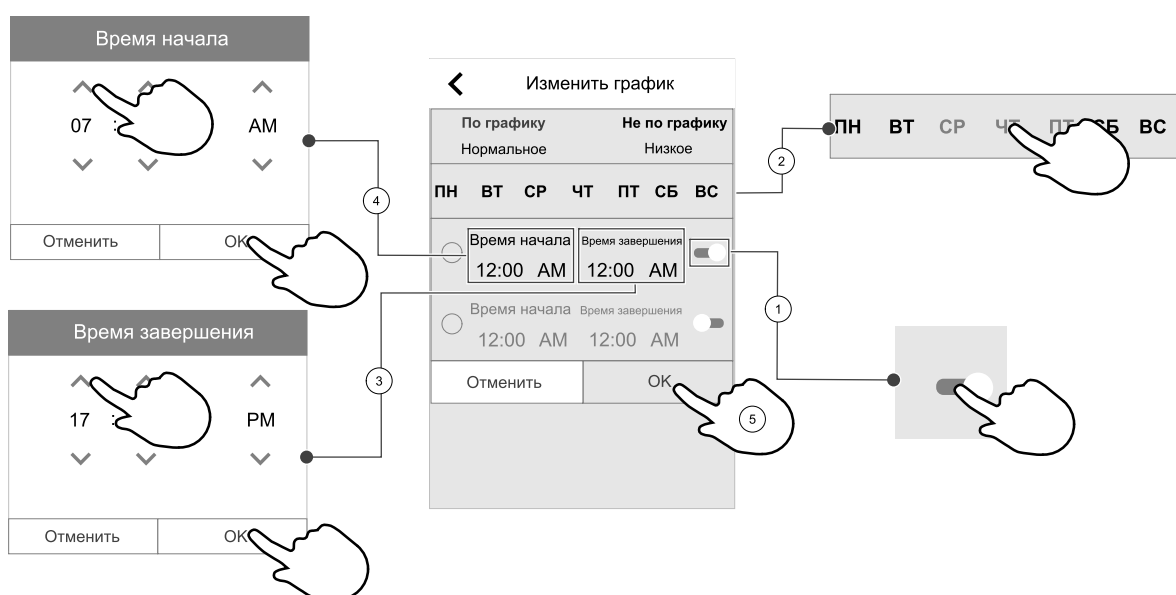 Время начала
07 :
AM
Отменить
OK
Время завершения
17 :
PM
Отменить
OK
Изменить график
По графику Не по графику
Нормальное Низкое
ПН ВТ СР ЧТ ПТ СБ ВС
Время начала Время завершения
12:00 AM 12:00 AM
Время начала Время завершения
12:00 AM 12:00 AM
Отменить
OK
ПН ВТ СР ЧТ ПТ СБ ВС
1
2
3
4
5